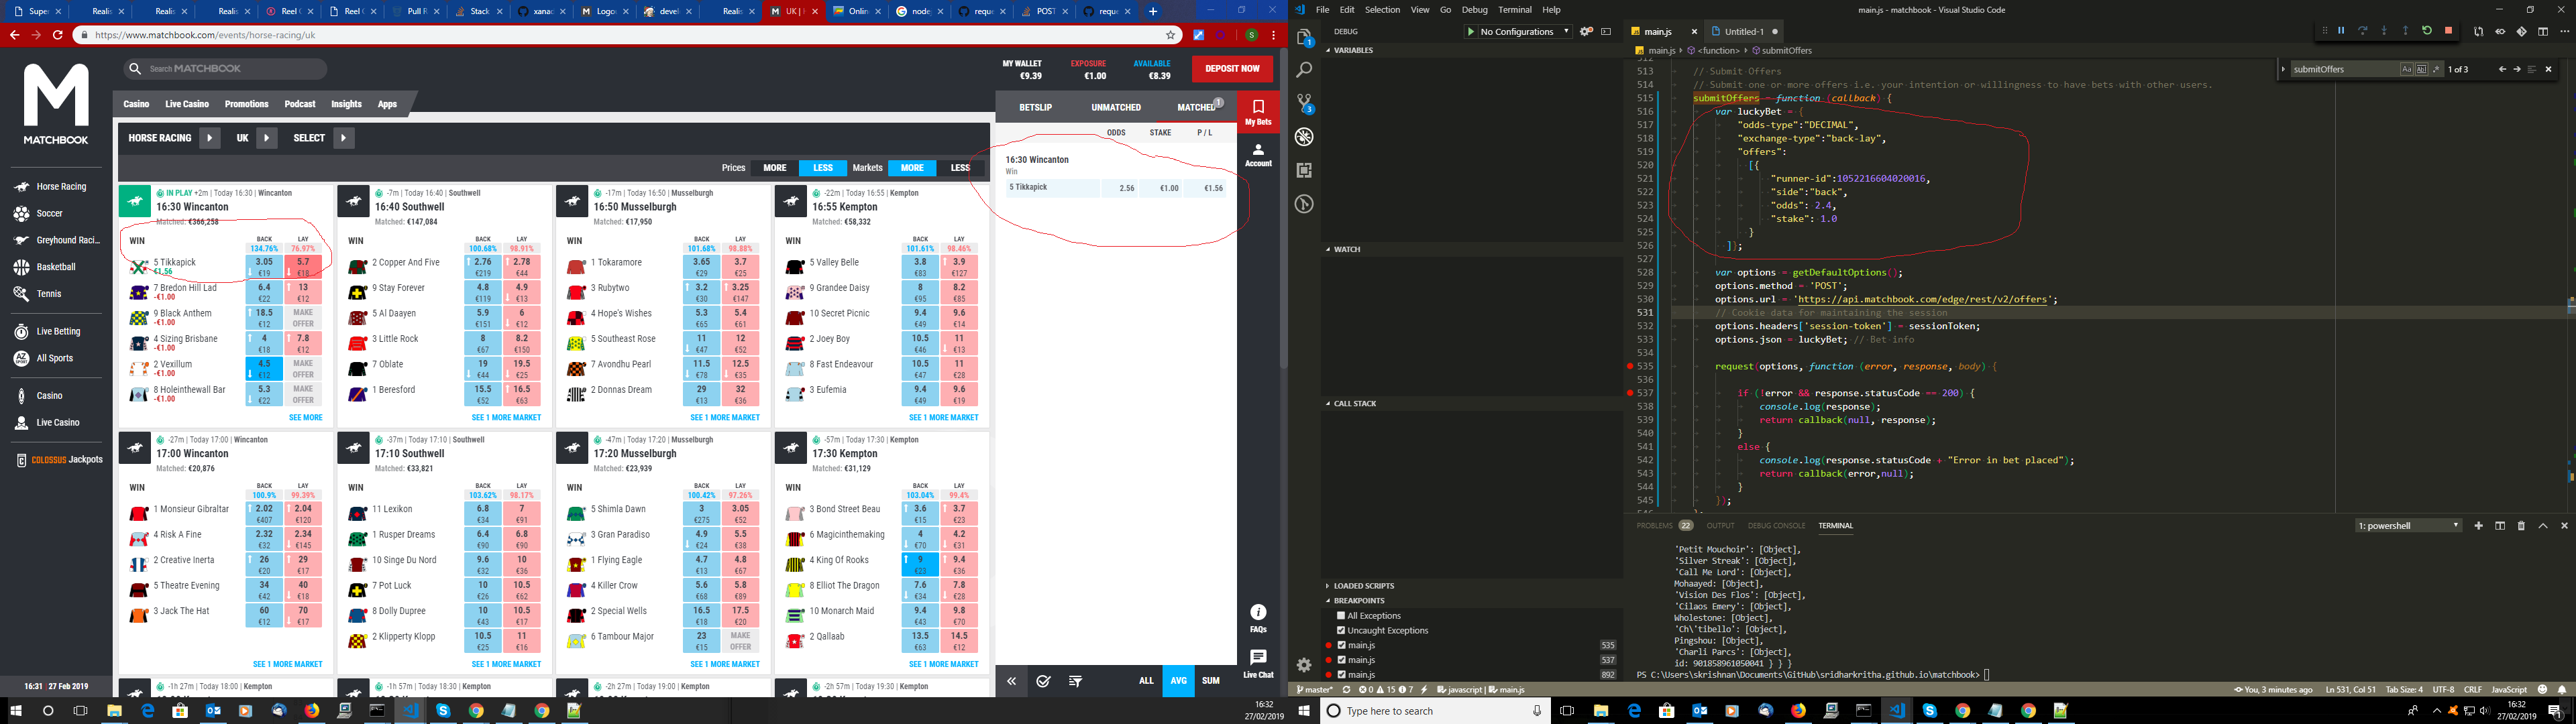 Super
Realis
Realis
Realis
Reel C
Reel C
Pull R
Stack
xanac
Logo
develo
Realis
UK | H
Online
node
reque
POST
reque
https://www.matchbook.com/events/horse-racing/uk
MATCHBOOK
Search MATCHBOOK
MY WALLET
€9.39
EXPOSURE
€1.00
AVAILABLE
€8.39
DEPOSIT NOW
Casino Live Casino Promotions Podcast Insights Apps
HORSE RACING UK SELECT
Prices MORE LESS Markets MORE LESS
Horse Racing
Soccer
Greyhound Raci...
Basketball
Tennis
Live Betting
All Sports
Casino
Live Casino
COLOSSUS Jackpots
16:31 | 27 Feb 2019
IN PLAY +2m | Today 16:30 | Wincanton
16:30 Wincanton
Matched: €366,258
WIN BACK LAY
134.76% 76.97%
5 Tikkapick 3.05 5.7
€1.56 €19 €18
7 Bredon Hill Lad 6.4 13
-€1.00 €22 €12
9 Black Anthem 18.5 MAKE OFFER
-€1.00 €12
4 Sizing Brisbane 4 7.8
-€1.00 €18 €12
2 Vexillum 4.5 MAKE OFFER
-€1.00 €12
8 Holeinthewall Bar 5.3 MAKE OFFER
-€1.00 €22
SEE MORE
-7m | Today 16:40 | Southwell
16:40 Southwell
Matched: €147,084
WIN BACK LAY
100.68% 98.91%
2 Copper And Five 2.76 2.78
€219 €44
9 Stay Forever 4.8 4.9
€119 €13
5 Al Daayen 5.9 6
€151 €12
3 Little Rock 8 8.2
€67 €150
7 Oblate 19 19.5
€44 €25
1 Beresford 15.5 16.5
€52 €63
SEE 1 MORE MARKET
-17m | Today 16:50 | Musselburgh
16:50 Musselburgh
Matched: €17,950
WIN BACK LAY
101.68% 98.88%
1 Tokaramore 3.65 3.7
€29 €25
3 Rubytwo 3.2 3.25
€30 €147
4 Hope's Wishes 5.3 5.4
€65 €61
5 Southeast Rose 11 12
€47 €52
7 Avondhu Pearl 11.5 12.5
€78 €35
2 Donnas Dream 29 32
€13 €36
SEE 1 MORE MARKET
-22m | Today 16:55 | Kempton
16:55 Kempton
Matched: €58,332
WIN BACK LAY
101.61% 98.46%
5 Valley Belle 3.8 3.9
€83 €127
9 Grandee Daisy 8 8.2
€95 €85
10 Secret Picnic 9.4 9.6
€49 €14
2 Joey Boy 10.5 11
€46 €13
8 Fast Endeavour 10.5 11
€47 €28
3 Eufemia 9.4 9.6
€49 €19
SEE 1 MORE MARKET
-27m | Today 17:00 | Wincanton
17:00 Wincanton
Matched: €20,876
WIN BACK LAY
100.9% 99.39%
1 Monsieur Gibraltar 2.02 2.04
€407 €120
4 Risk A Fine 2.32 2.34
€32 €145
2 Creative Inerta 26 29
€20 €17
5 Theatre Evening 34 40
€42 €18
3 Jack The Hat 60 70
€12 €17
SEE 1 MORE MARKET
-37m | Today 17:10 | Southwell
17:10 Southwell
Matched: €33,821
WIN BACK LAY
103.62% 98.17%
11 Lexikon 6.8 7
€34 €91
1 Rusper Dreams 6.4 6.8
€90 €90
10 Singe Du Nord 9.6 10
€32 €36
7 Pot Luck 10 10.5
€26 €62
8 Dolly Dupree 10 10.5
€43 €17
2 Klipperty Klopp 10.5 11
€25 €16
SEE 1 MORE MARKET
-47m | Today 17:20 | Musselburgh
17:20 Musselburgh
Matched: €23,939
WIN BACK LAY
100.42% 97.26%
5 Shimla Dawn 3 3.05
€275 €52
3 Gran Paradiso 4.9 5.5
€24 €38
1 Flying Eagle 4.7 4.8
€13 €67
4 Killer Crow 5.6 5.8
€68 €89
2 Special Wells 16.5 17.5
€18 €20
6 Tambour Major 23 MAKE OFFER
€15
SEE 1 MORE MARKET
-57m | Today 17:30 | Kempton
17:30 Kempton
Matched: €31,129
WIN BACK LAY
103.04% 99.4%
3 Bond Street Beau 3.6 3.7
€15 €23
6 Magicinthemaking 4 4.2
€70 €31
4 King Of Rooks 9 9.4
€23 €36
8 Elliot The Dragon 7.6 7.8
€34 €28
10 Monarch Maid 9.4 9.8
€43 €70
2 Qallaab 13.5 14.5
€63 €12
SEE 1 MORE MARKET
-1h 27m | Today 18:00 | Kempton
-1h 57m | Today 18:30 | Kempton
-2h 27m | Today 19:00 | Kempton
-2h 57m | Today 19:30 | Kempton
BETSLIP UNMATCHED MATCHED 1
ODDS STAKE P / L
16:30 Wincanton
Win
5 Tikkapick 2.56 €1.00 €1.56
ALL AVG SUM
My Bets
Account
FAQs
Live Chat
16:32
27/02/2019
File Edit Selection View Go Debug Terminal Help
main.js - matchbook - Visual Studio Code
DEBUG No Configurations
VARIABLES
WATCH
CALL STACK
LOADED SCRIPTS
BREAKPOINTS
All Exceptions
Uncaught Exceptions
main.js 535
main.js 537
main.js 892
main.js Untitled-1
main.js <function> submitOffers
submitOffers Aa Abl .* 1 of 3
512
513 // Submit Offers
514 // Submit one or more offers i.e. your intention or willingness to have bets with other users.
515 submitOffers = function (callback) {
516 var luckyBet = {
517 "odds-type":"DECIMAL",
518 "exchange-type":"back-lay",
519 "offers":
520 [{
521 "runner-id":1052216604020016,
522 "side":"back",
523 "odds": 2.4,
524 "stake": 1.0
525 }
526 ]};
527
528 var options = getDefaultOptions();
529 options.method = 'POST';
530 options.url = 'https://api.matchbook.com/edge/rest/v2/offers';
531 // Cookie data for maintaining the session
532 options.headers['session-token'] = sessionToken;
533 options.json = luckyBet; // Bet info
534
535 request(options, function (error, response, body) {
536
537 if (!error && response.statusCode == 200) {
538 console.log(response);
539 return callback(null, response);
540 }
541 else {
542 console.log(response.statusCode + "Error in bet placed");
543 return callback(error,null);
544 }
545 });
PROBLEMS 22 OUTPUT DEBUG CONSOLE TERMINAL 1: powershell
'Petit Mouchoir': [Object],
'Silver Streak': [Object],
'Call Me Lord': [Object],
Mohaayed: [Object],
'Vision Des Flos': [Object],
'Cilaos Emery': [Object],
Wholestone: [Object],
'Ch\'tibello': [Object],
Pingshou: [Object],
'Charli Parcs': [Object],
id: 901858961050041 } } }
PS C:\Users\skrishnan\Documents\GitHub\sridharkritha.github.io\matchbook>
master* 0 15 7 javascript | main.js You, 3 minutes ago Ln 531, Col 51 Tab Size: 4 UTF-8 CRLF JavaScript
Type here to search
16:32
27/02/2019